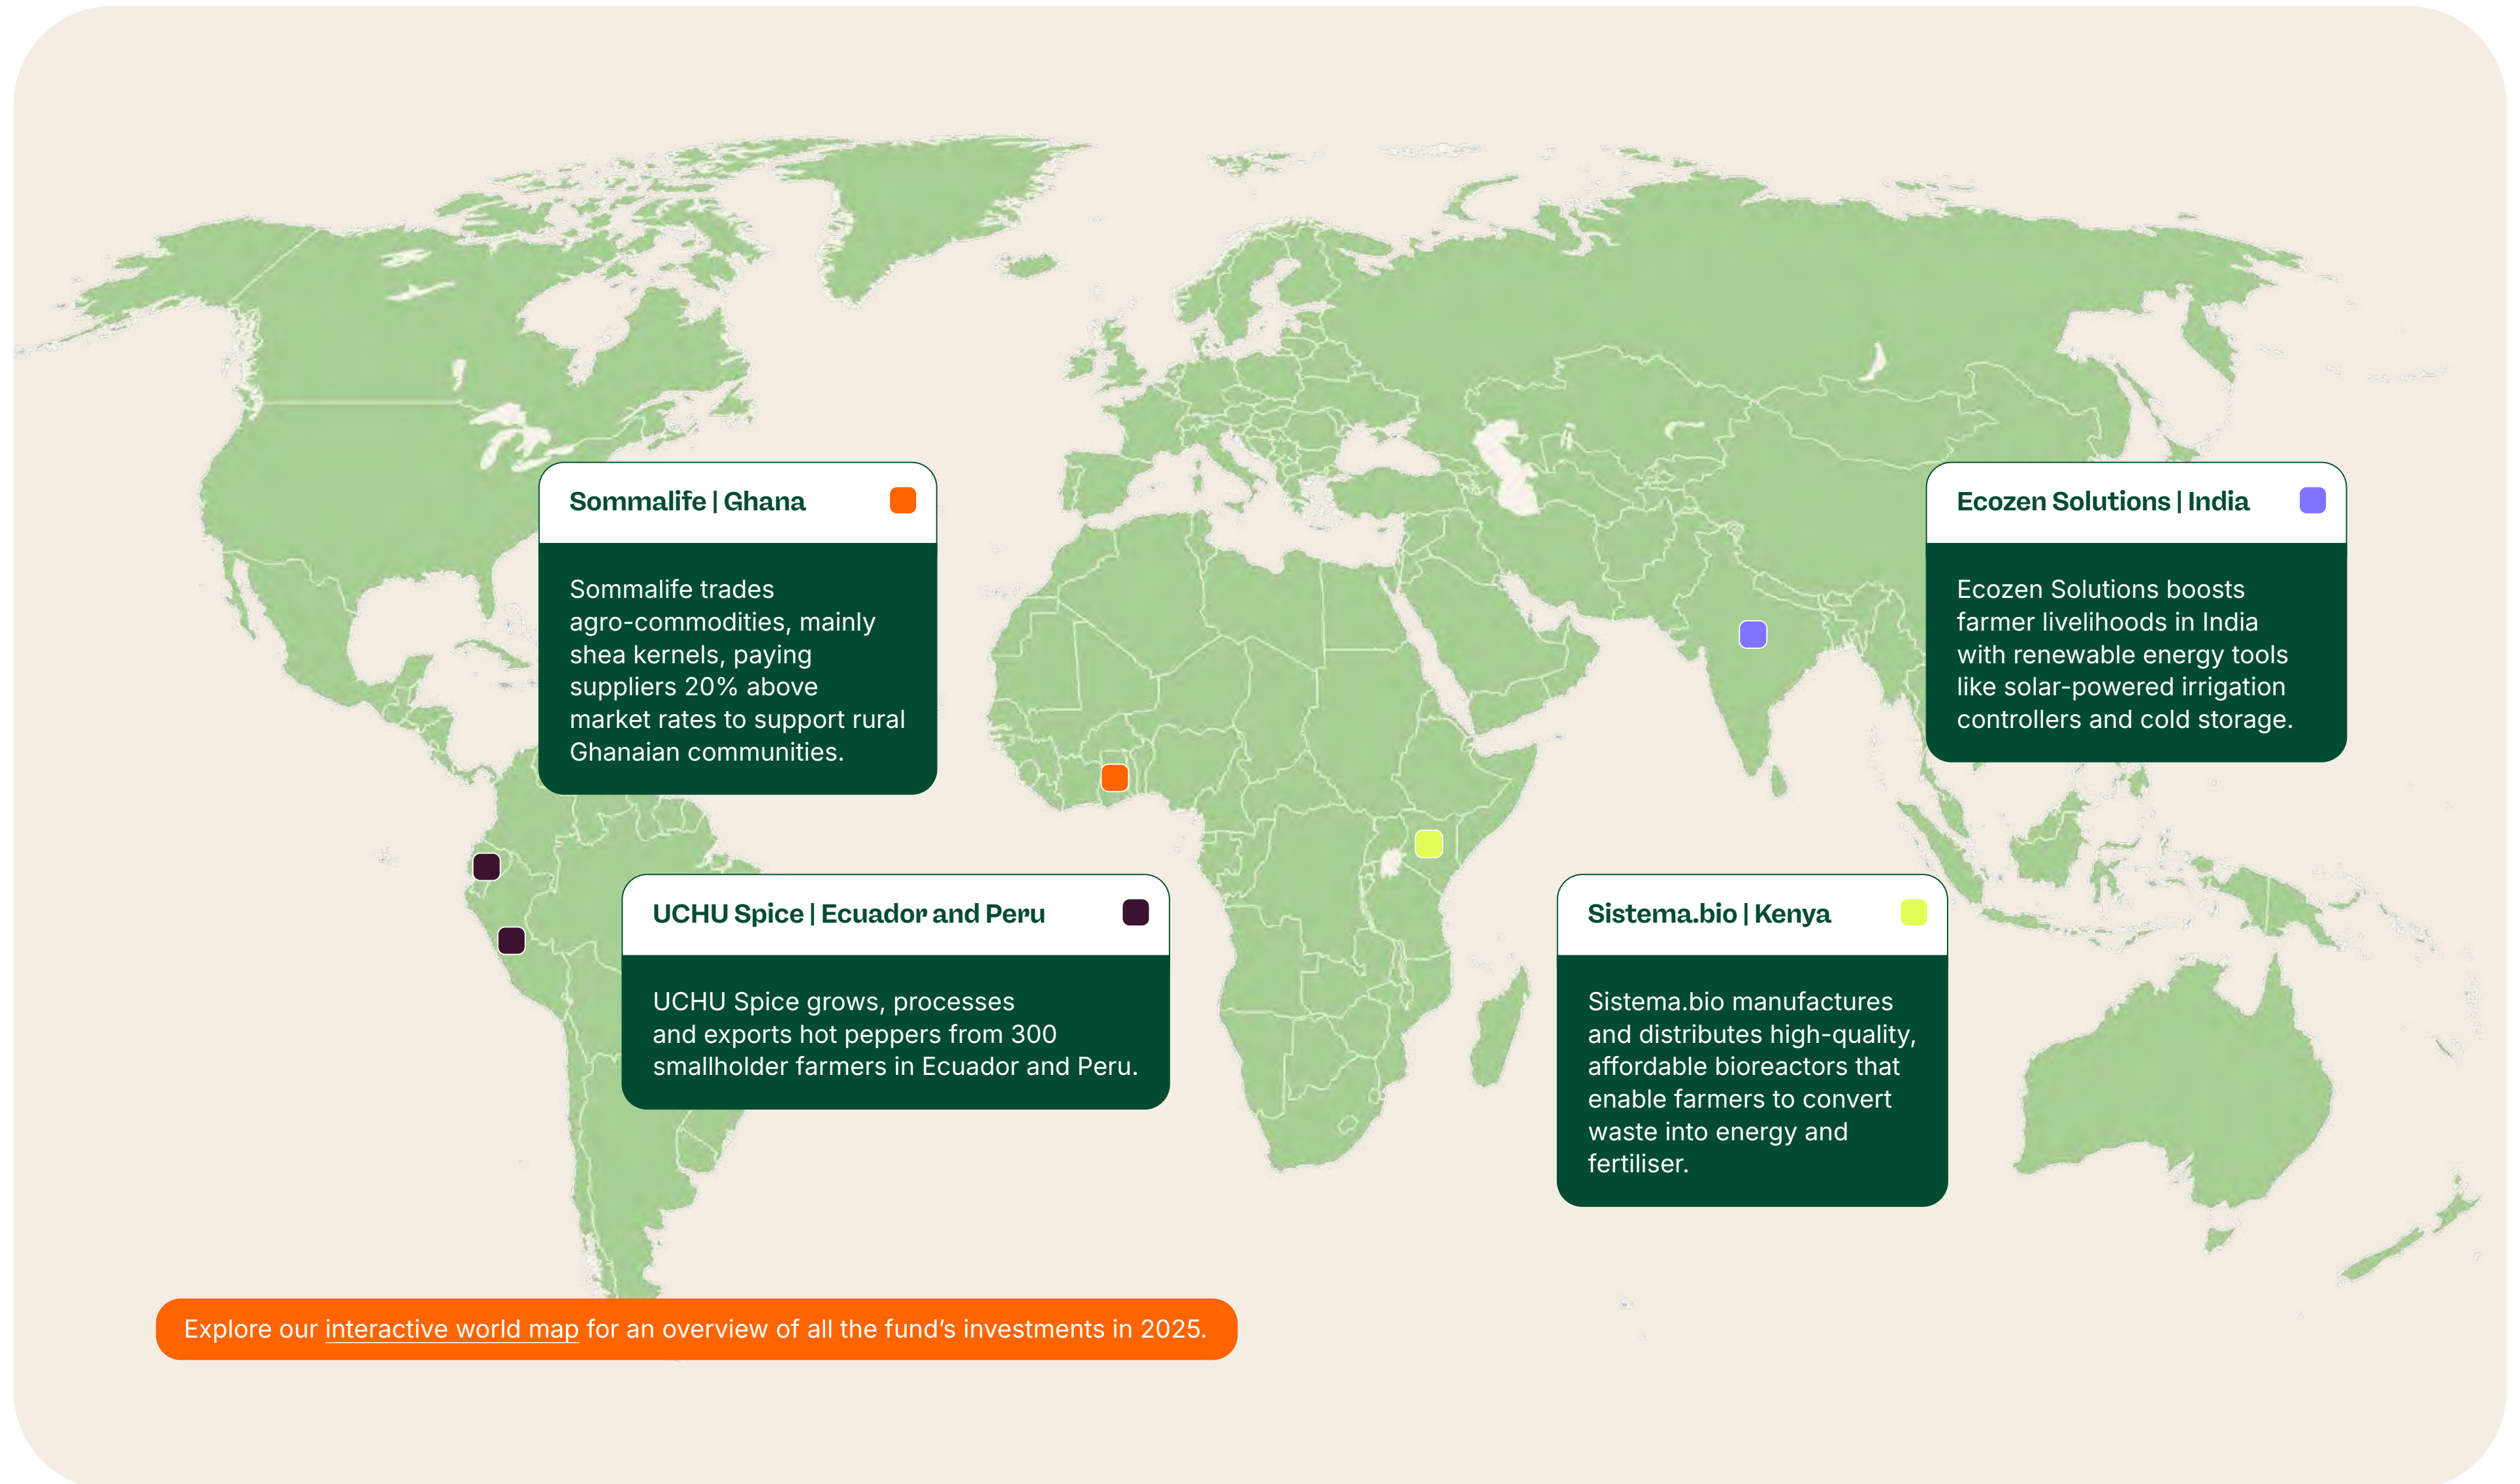 Sommalife | Ghana
Sommalife trades
agro-commodities, mainly
shea kernels, paying
suppliers 20% above
market rates to support rural
Ghanaian communities.
Ecozen Solutions | India
Ecozen Solutions boosts
farmer livelihoods in India
with renewable energy tools
like solar-powered irrigation
controllers and cold storage.
UCHU Spice | Ecuador and Peru
UCHU Spice grows, processes
and exports hot peppers from 300
smallholder farmers in Ecuador and Peru.
Sistema.bio | Kenya
Sistema.bio manufactures
and distributes high-quality,
affordable bioreactors that
enable farmers to convert
waste into energy and
fertiliser.
Explore our interactive world map for an overview of all the fund’s investments in 2025.